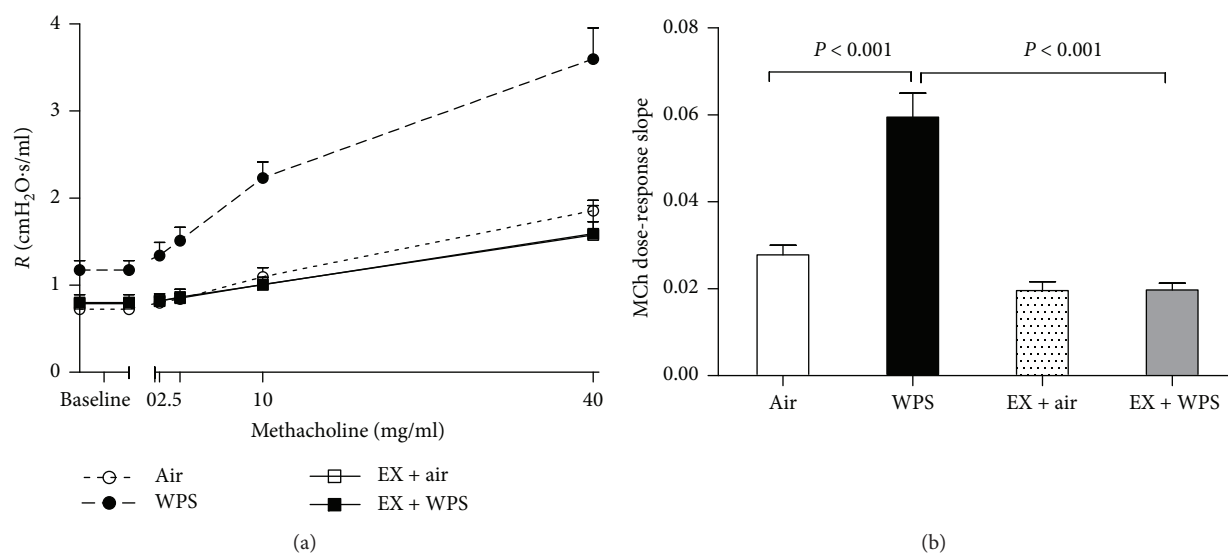 4
3
2
1
0
R (cmH₂O·s/ml)
Baseline 02.5 10 40
Methacholine (mg/ml)
Air
WPS
EX + air
EX + WPS
(a)
0.08
0.06
0.04
0.02
0.00
MCh dose-response slope
P < 0.001
P < 0.001
Air WPS EX + air EX + WPS
(b)